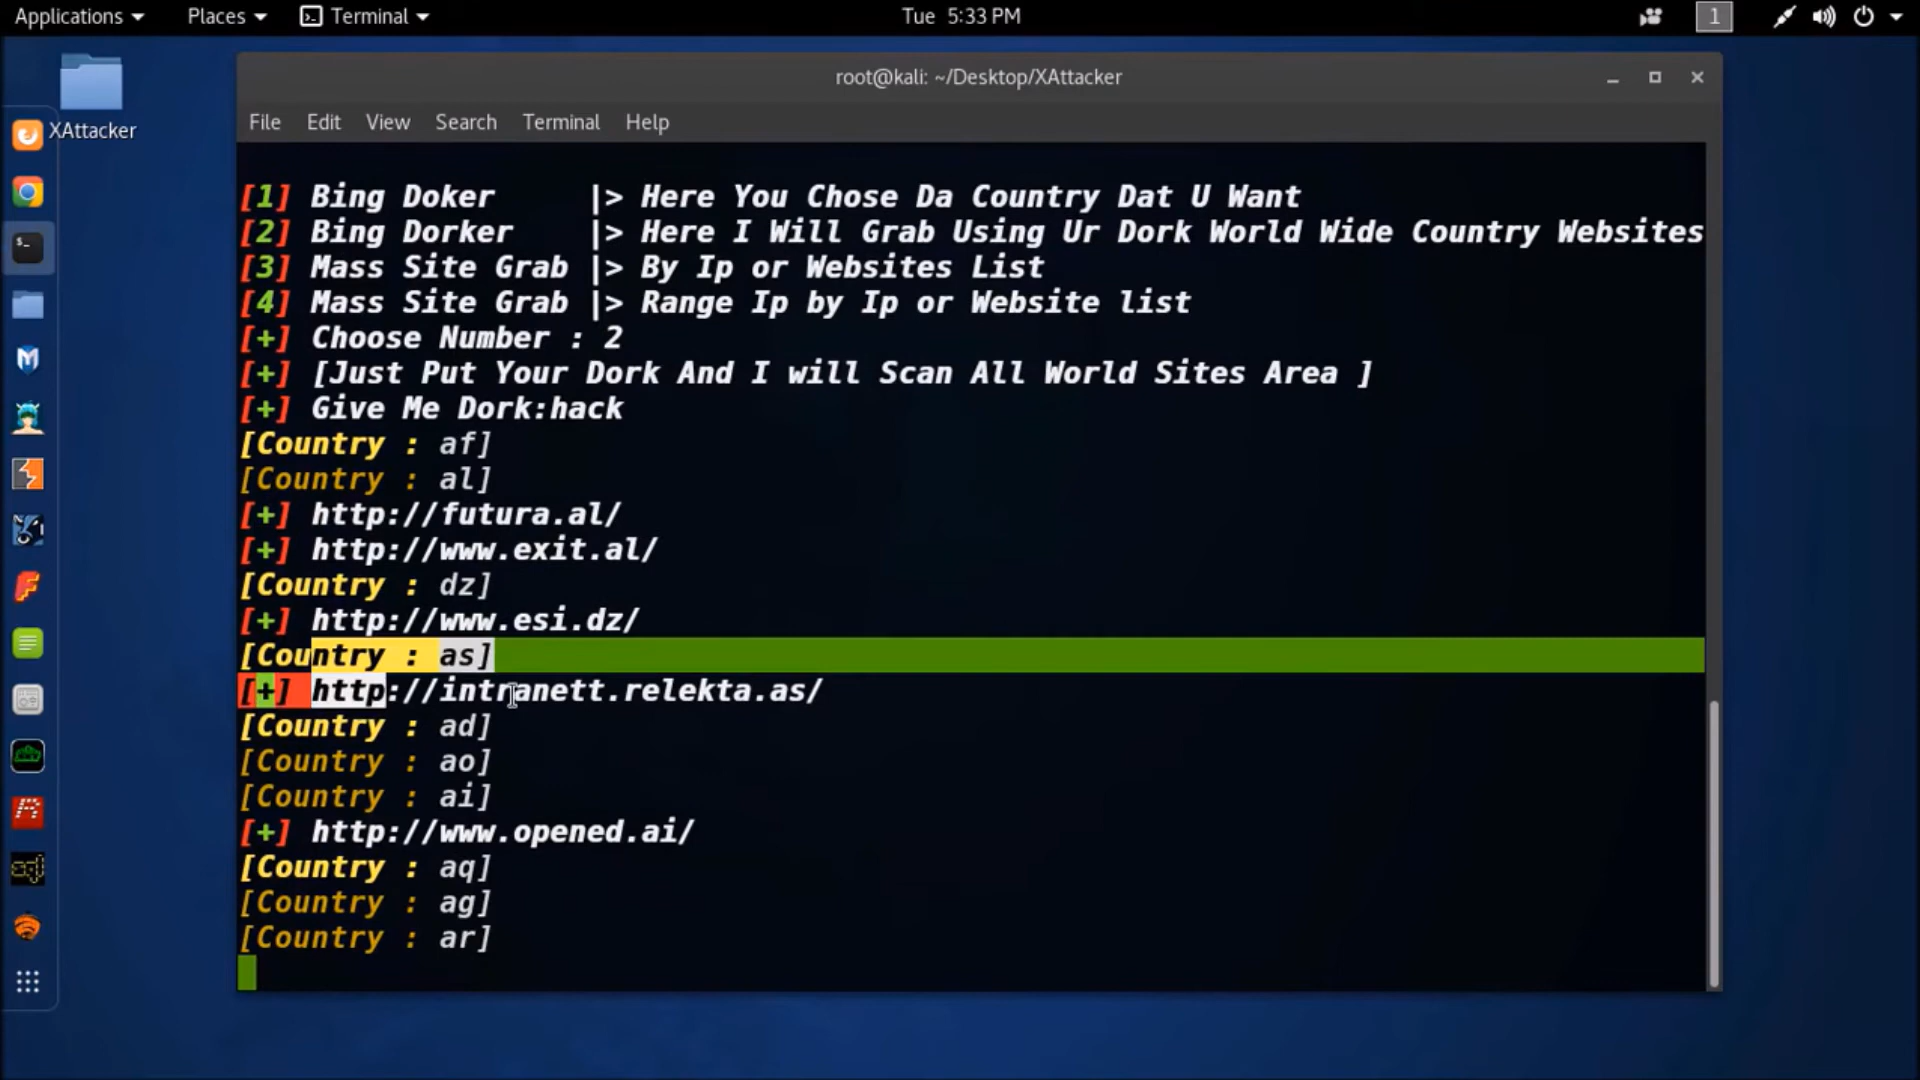 Applications Places Terminal Tue 5:33 PM 1
XAttacker
root@kali: ~/Desktop/XAttacker
File Edit View Search Terminal Help
[1] Bing Doker |> Here You Chose Da Country Dat U Want
[2] Bing Dorker |> Here I Will Grab Using Ur Dork World Wide Country Websites
[3] Mass Site Grab |> By Ip or Websites List
[4] Mass Site Grab |> Range Ip by Ip or Website list
[+] Choose Number : 2
[+] [Just Put Your Dork And I will Scan All World Sites Area ]
[+] Give Me Dork:hack
[Country : af]
[Country : al]
[+] http://futura.al/
[+] http://www.exit.al/
[Country : dz]
[+] http://www.esi.dz/
[Country : as]
[+] http://intranett.relekta.as/
[Country : ad]
[Country : ao]
[Country : ai]
[+] http://www.opened.ai/
[Country : aq]
[Country : ag]
[Country : ar]